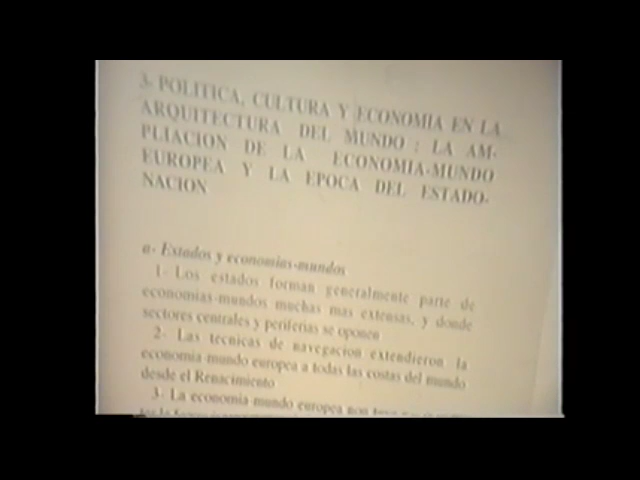 3- POLITICA, CULTURA Y ECONOMIA EN LA
ARQUITECTURA DEL MUNDO : LA AM-
PLIACION DE LA ECONOMIA-MUNDO
EUROPEA Y LA EPOCA DEL ESTADO-
NACION
a- Estados y economias-mundos
1- Los estados forman generalmente parte de
economias-mundos muchas mas extensas, y donde
sectores centrales y periferias se oponen
2- Las tecnicas de navegacion extendieron la
economia-mundo europea a todas las costas del mundo
desde el Renacimiento
3- La economia mundo europea